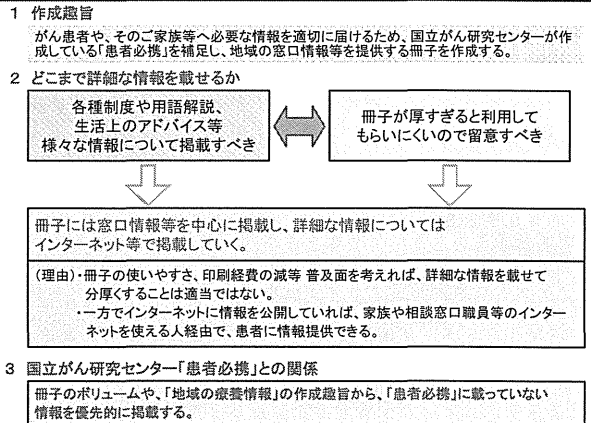 1 作成趣旨
がん患者や、そのご家族等へ必要な情報を適切に届けるため、国立がん研究センターが作
成している「患者必携」を補足し、地域の窓口情報等を提供する冊子を作成する。
2 どこまで詳細な情報を載せるか
各種制度や用語解説、
生活上のアドバイス等
様々な情報について掲載すべき
冊子が厚すぎると利用して
もらいにくいので留意すべき
冊子には窓口情報等を中心に掲載し、詳細な情報については
インターネット等で掲載していく。
(理由)・冊子の使いやすさ、印刷経費の減等 普及面を考えれば、詳細な情報を載せて
分厚くすることは適当ではない。
・一方でインターネットに情報を公開していれば、家族や相談窓口職員等のインター
ネットを使える人経由で、患者に情報提供できる。
3 国立がん研究センター「患者必携」との関係
冊子のボリュームや、「地域の療養情報」の作成趣旨から、「患者必携」に載っていない
情報を優先的に掲載する。